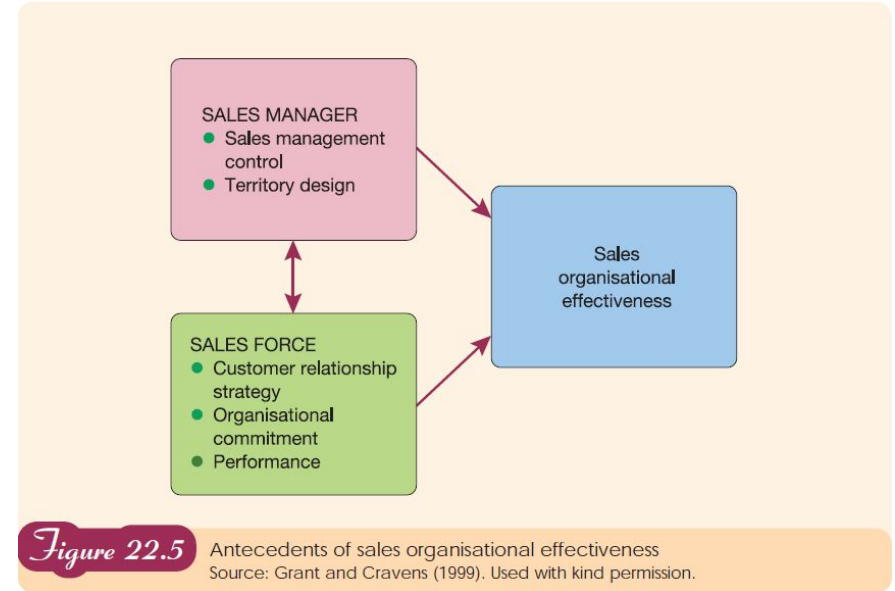 SALES MANAGER
● Sales management
control
● Territory design
Sales
organisational
effectiveness
SALES FORCE
● Customer relationship
strategy
● Organisational
commitment
● Performance
Figure 22.5
Antecedents of sales organisational effectiveness
Source: Grant and Cravens (1999). Used with kind permission.